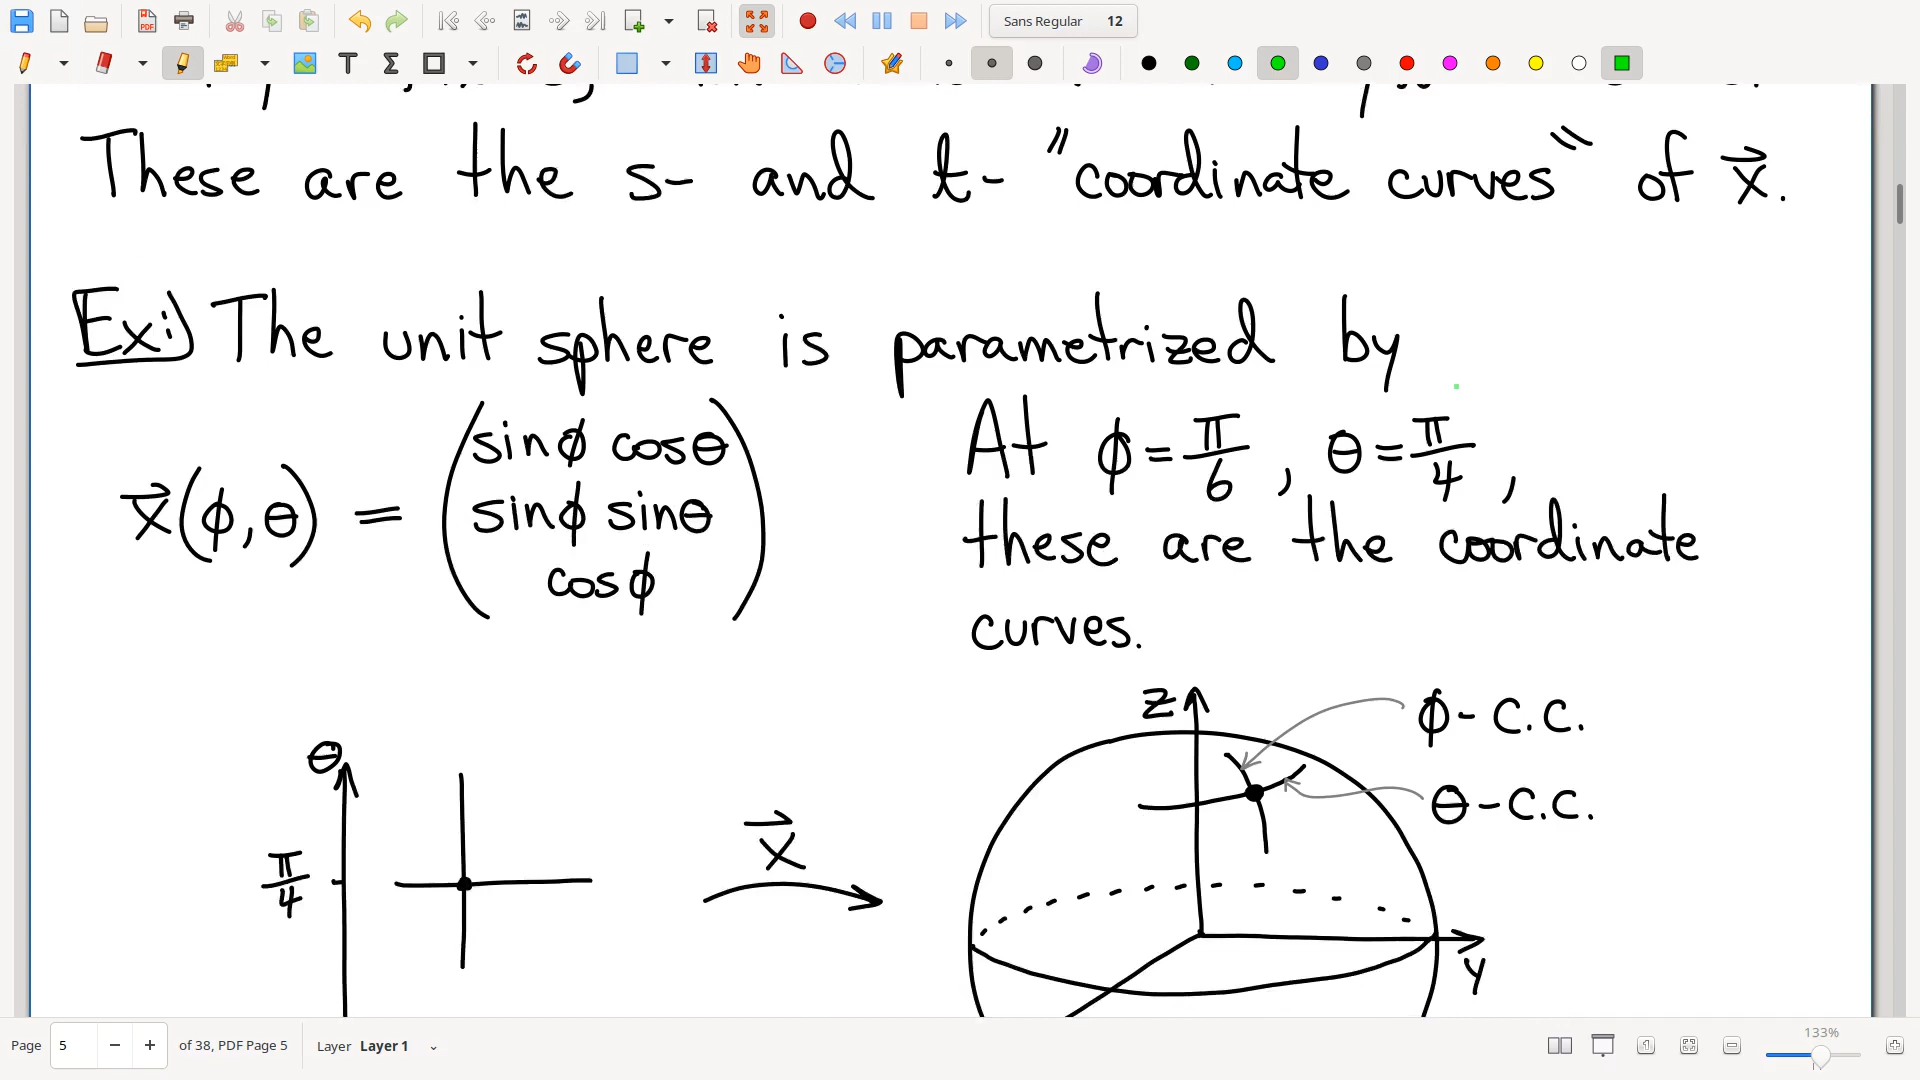 Sans Regular 12
These are the s- and t- "coordinate curves" of x⃗.
Ex: The unit sphere is parametrized by
x⃗(ϕ,θ) = (sinϕ cosθ
sinϕ sinθ
cosϕ)
At ϕ=π/6, θ=π/4,
these are the coordinate
curves.
θ
π/4
x⃗
z
ϕ- C.C.
θ- C.C.
y
Page 5 − + of 38, PDF Page 5 Layer Layer 1
133%